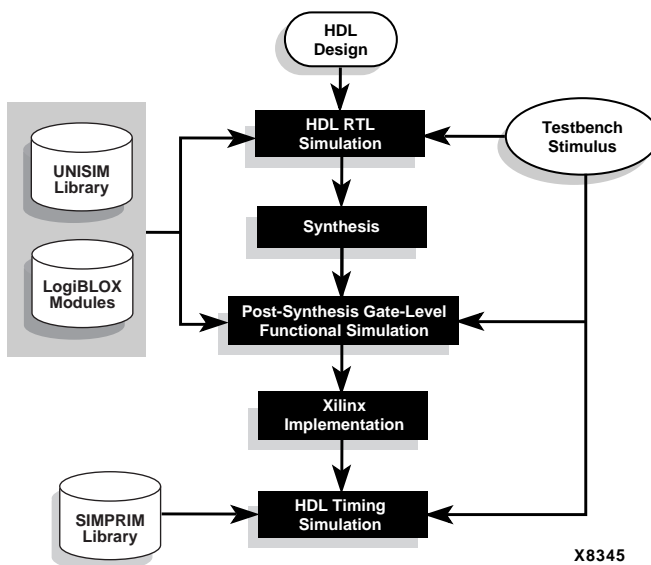 HDL
Design
HDL RTL
Simulation
Testbench
Stimulus
UNISIM
Library
Synthesis
LogiBLOX
Modules
Post-Synthesis Gate-Level
Functional Simulation
Xilinx
Implementation
SIMPRIM
Library
HDL Timing
Simulation
X8345